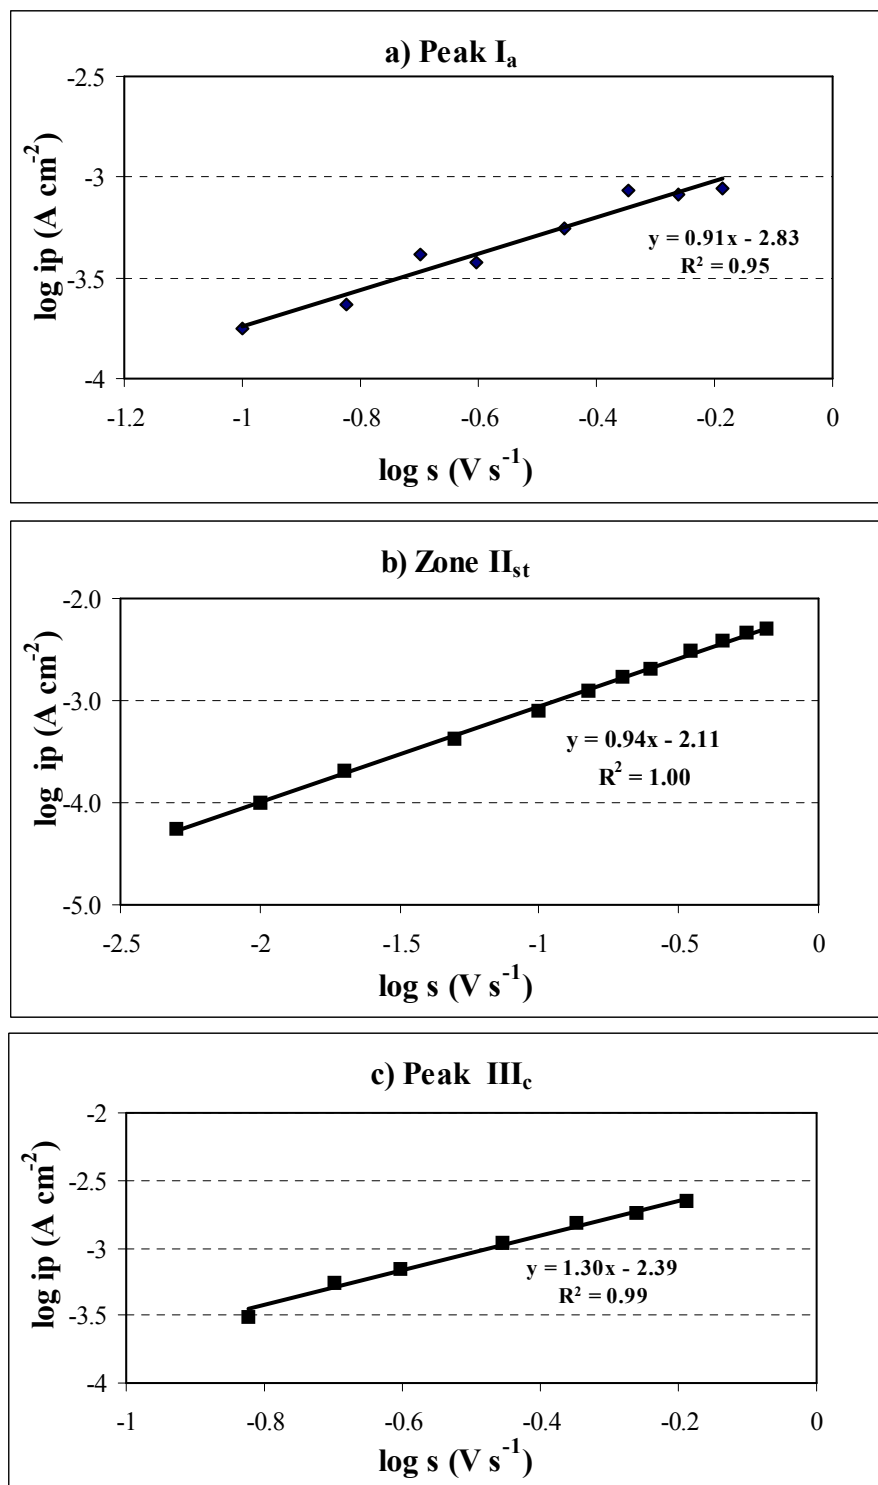 a) Peak Iₐ
-2.5
-3
-3.5
-4
log ip (A cm⁻²)
y = 0.91x - 2.83
R² = 0.95
-1.2 -1 -0.8 -0.6 -0.4 -0.2 0
log s (V s⁻¹)
b) Zone IIₛₜ
-2.0
-3.0
-4.0
-5.0
log ip (A cm⁻²)
y = 0.94x - 2.11
R² = 1.00
-2.5 -2 -1.5 -1 -0.5 0
log s (V s⁻¹)
c) Peak III꜀
-2
-2.5
-3
-3.5
-4
log ip (A cm⁻²)
y = 1.30x - 2.39
R² = 0.99
-1 -0.8 -0.6 -0.4 -0.2 0
log s (V s⁻¹)